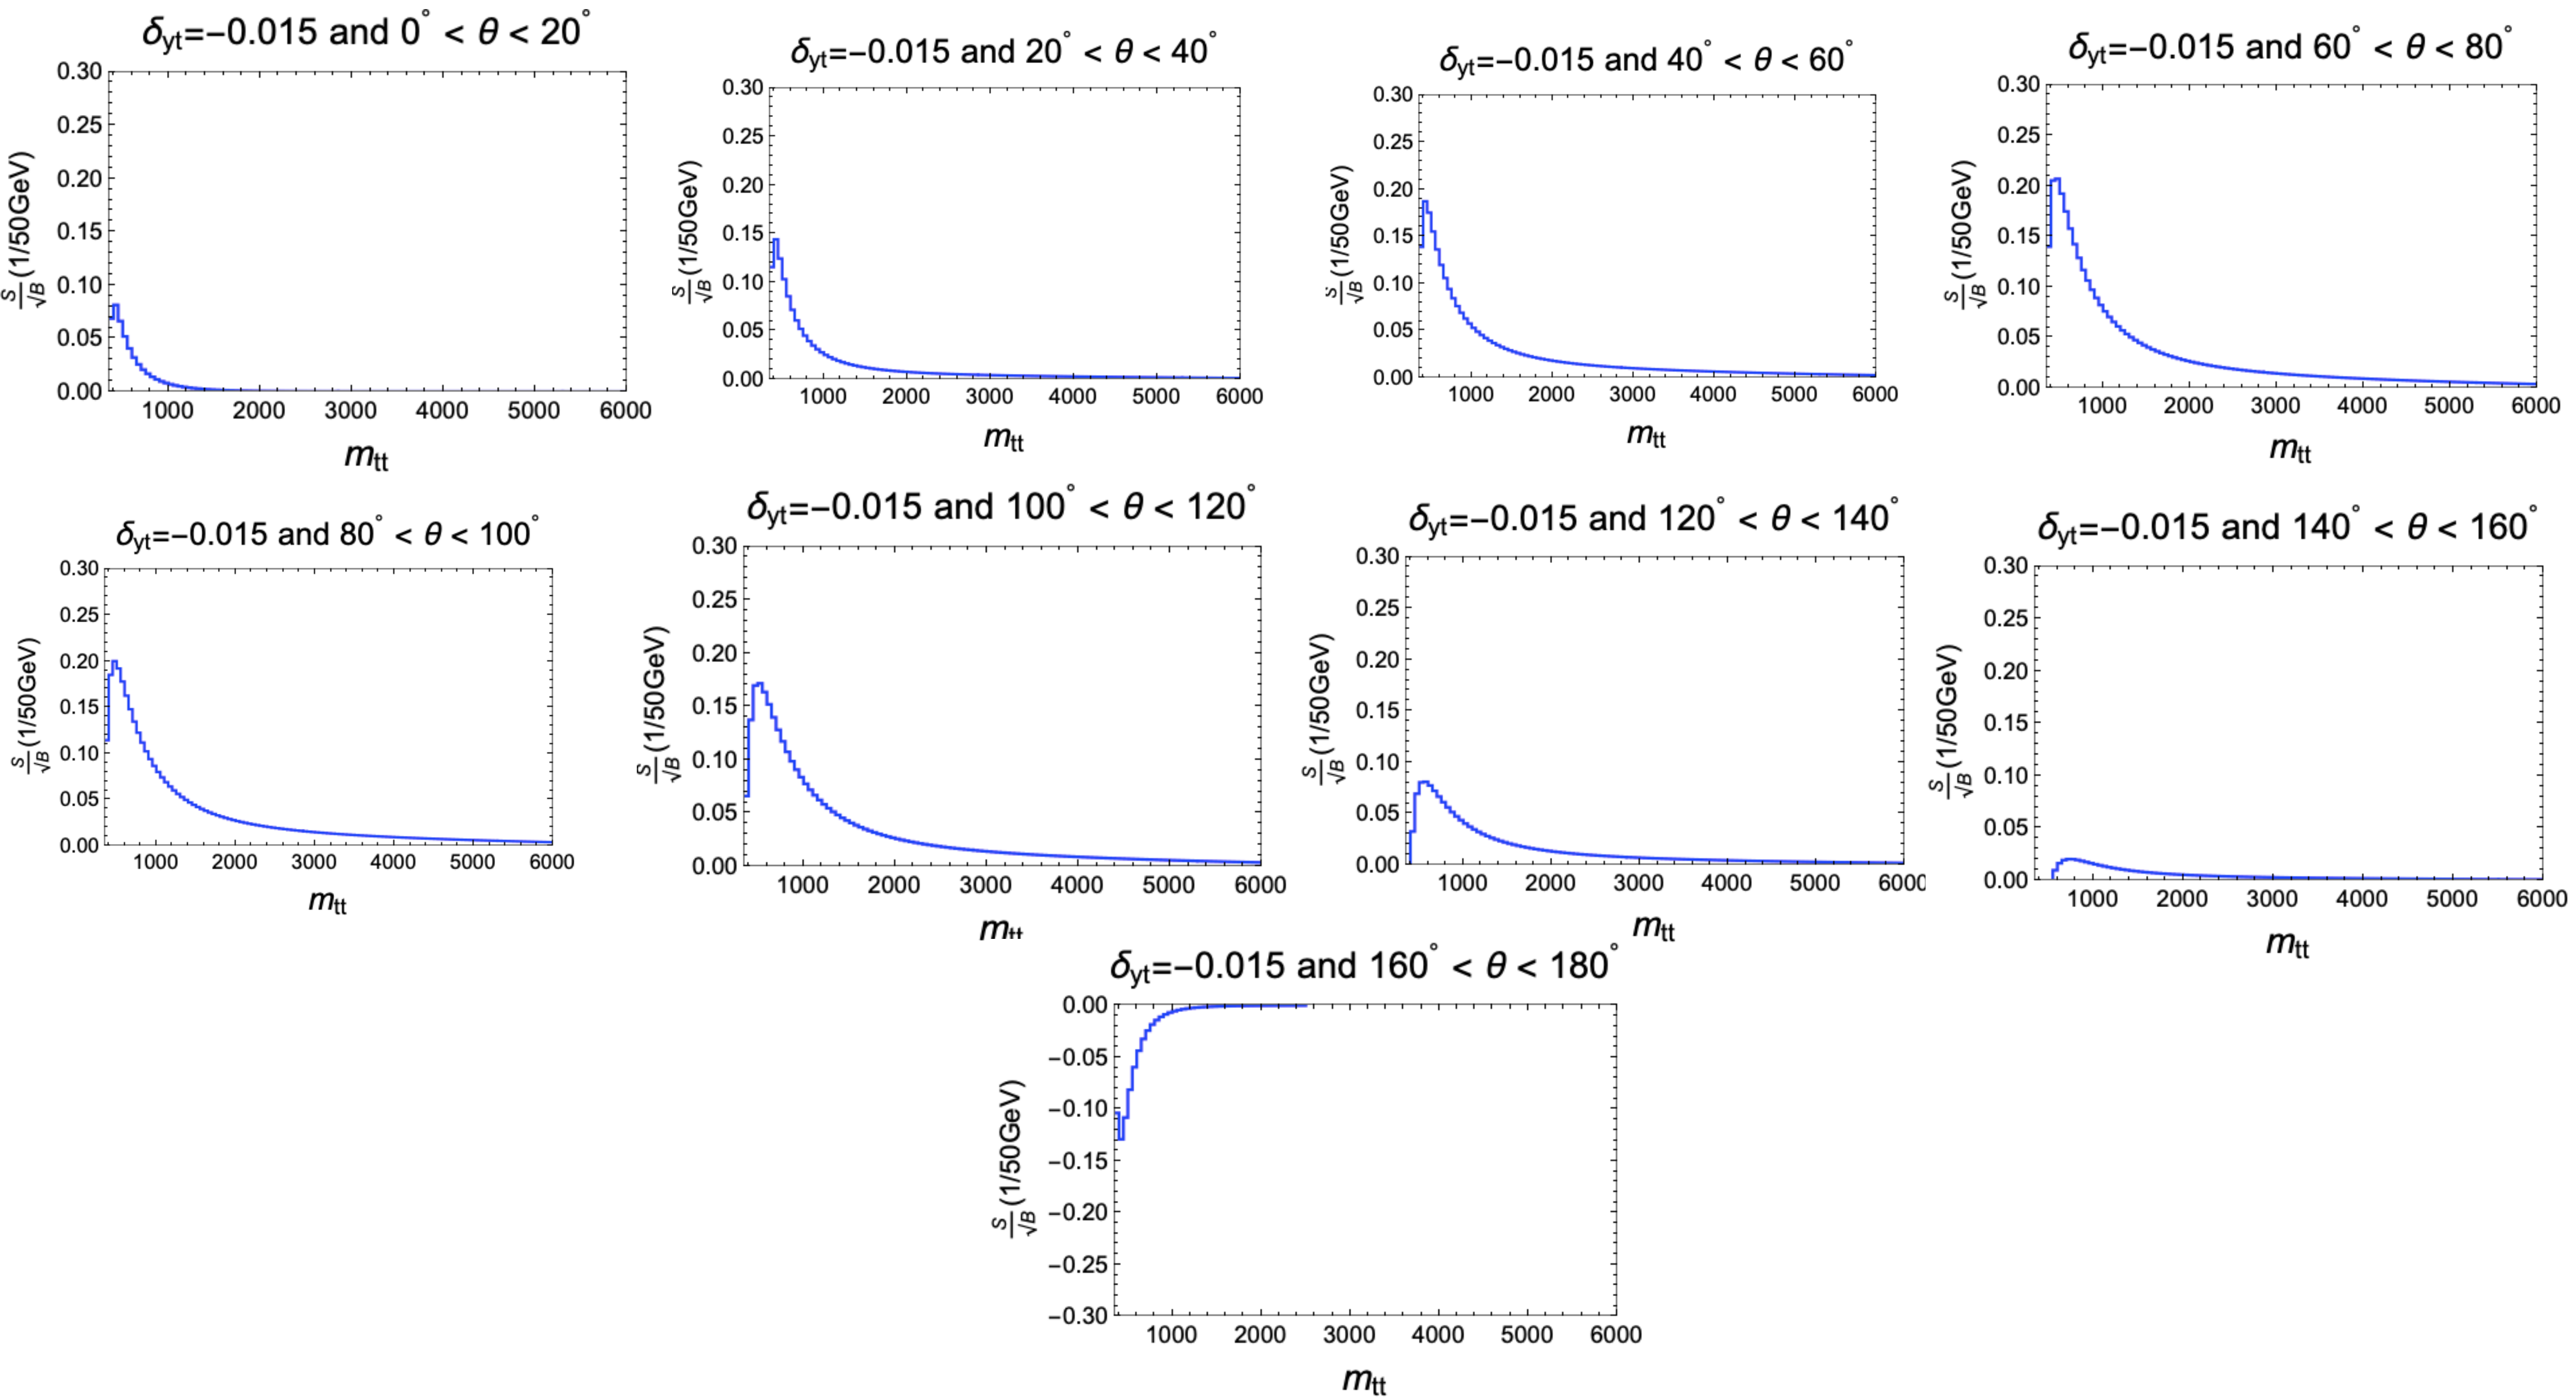 δyt=−0.015 and 0° < θ < 20°
0.30
0.25
0.20
0.15
0.10
0.05
0.00
S/√B (1/50GeV)
1000 2000 3000 4000 5000 6000
mtt
δyt=−0.015 and 20° < θ < 40°
0.30
0.25
0.20
0.15
0.10
0.05
0.00
S/√B (1/50GeV)
1000 2000 3000 4000 5000 6000
mtt
δyt=−0.015 and 40° < θ < 60°
0.30
0.25
0.20
0.15
0.10
0.05
0.00
S/√B (1/50GeV)
1000 2000 3000 4000 5000 6000
mtt
δyt=−0.015 and 60° < θ < 80°
0.30
0.25
0.20
0.15
0.10
0.05
0.00
S/√B (1/50GeV)
1000 2000 3000 4000 5000 6000
mtt
δyt=−0.015 and 80° < θ < 100°
0.30
0.25
0.20
0.15
0.10
0.05
0.00
S/√B (1/50GeV)
1000 2000 3000 4000 5000 6000
mtt
δyt=−0.015 and 100° < θ < 120°
0.30
0.25
0.20
0.15
0.10
0.05
0.00
S/√B (1/50GeV)
1000 2000 3000 4000 5000 6000
mtt
δyt=−0.015 and 120° < θ < 140°
0.30
0.25
0.20
0.15
0.10
0.05
0.00
S/√B (1/50GeV)
1000 2000 3000 4000 5000 6000
mtt
δyt=−0.015 and 140° < θ < 160°
0.30
0.25
0.20
0.15
0.10
0.05
0.00
S/√B (1/50GeV)
1000 2000 3000 4000 5000 6000
mtt
δyt=−0.015 and 160° < θ < 180°
0.00
−0.05
−0.10
−0.15
−0.20
−0.25
−0.30
S/√B (1/50GeV)
1000 2000 3000 4000 5000 6000
mtt